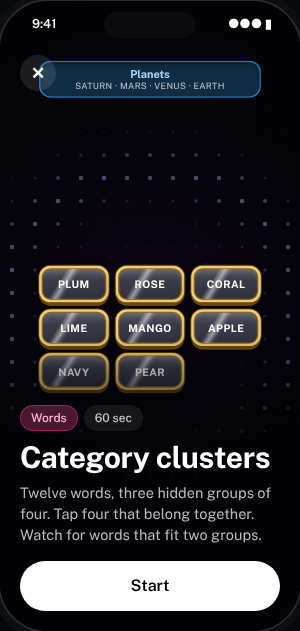 9:41
Planets
SATURN · MARS · VENUS · EARTH
PLUM ROSE CORAL
LIME MANGO APPLE
NAVY PEAR
Words 60 sec
Category clusters
Twelve words, three hidden groups of
four. Tap four that belong together.
Watch for words that fit two groups.
Start